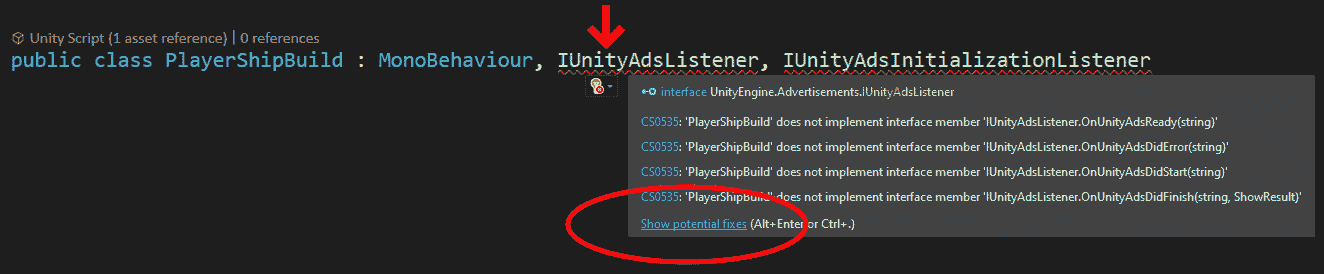 Unity Script (1 asset reference) | 0 references
public class PlayerShipBuild : MonoBehaviour, IUnityAdsListener, IUnityAdsInitializationListener
interface UnityEngine.Advertisements.IUnityAdsListener
CS0535: 'PlayerShipBuild' does not implement interface member 'IUnityAdsListener.OnUnityAdsReady(string)'
CS0535: 'PlayerShipBuild' does not implement interface member 'IUnityAdsListener.OnUnityAdsDidError(string)'
CS0535: 'PlayerShipBuild' does not implement interface member 'IUnityAdsListener.OnUnityAdsDidStart(string)'
CS0535: 'PlayerShipBuild' does not implement interface member 'IUnityAdsListener.OnUnityAdsDidFinish(string, ShowResult)'
Show potential fixes (Alt+Enter or Ctrl+.)